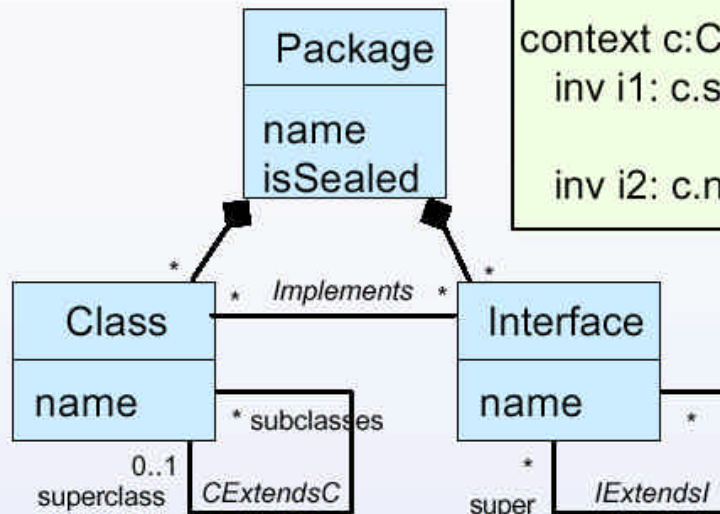 Package
name
isSealed
context c:C
inv i1: c.s
inv i2: c.n
* *
* Implements *
Class
Interface
name
name
* subclasses
*
0..1
superclass
CExtendsC
*
super
IExtendsI